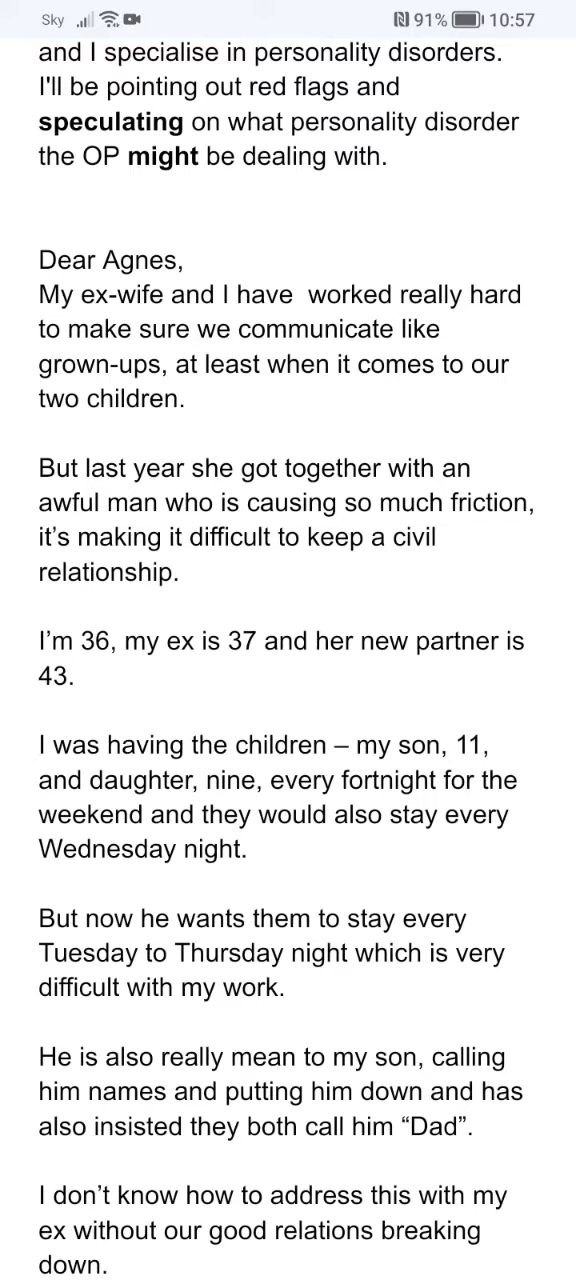 Sky 91% 10:57
and I specialise in personality disorders.
I'll be pointing out red flags and
speculating on what personality disorder
the OP might be dealing with.
Dear Agnes,
My ex-wife and I have  worked really hard
to make sure we communicate like
grown-ups, at least when it comes to our
two children.
But last year she got together with an
awful man who is causing so much friction,
it’s making it difficult to keep a civil
relationship.
I’m 36, my ex is 37 and her new partner is
43.
I was having the children – my son, 11,
and daughter, nine, every fortnight for the
weekend and they would also stay every
Wednesday night.
But now he wants them to stay every
Tuesday to Thursday night which is very
difficult with my work.
He is also really mean to my son, calling
him names and putting him down and has
also insisted they both call him “Dad”.
I don’t know how to address this with my
ex without our good relations breaking
down.